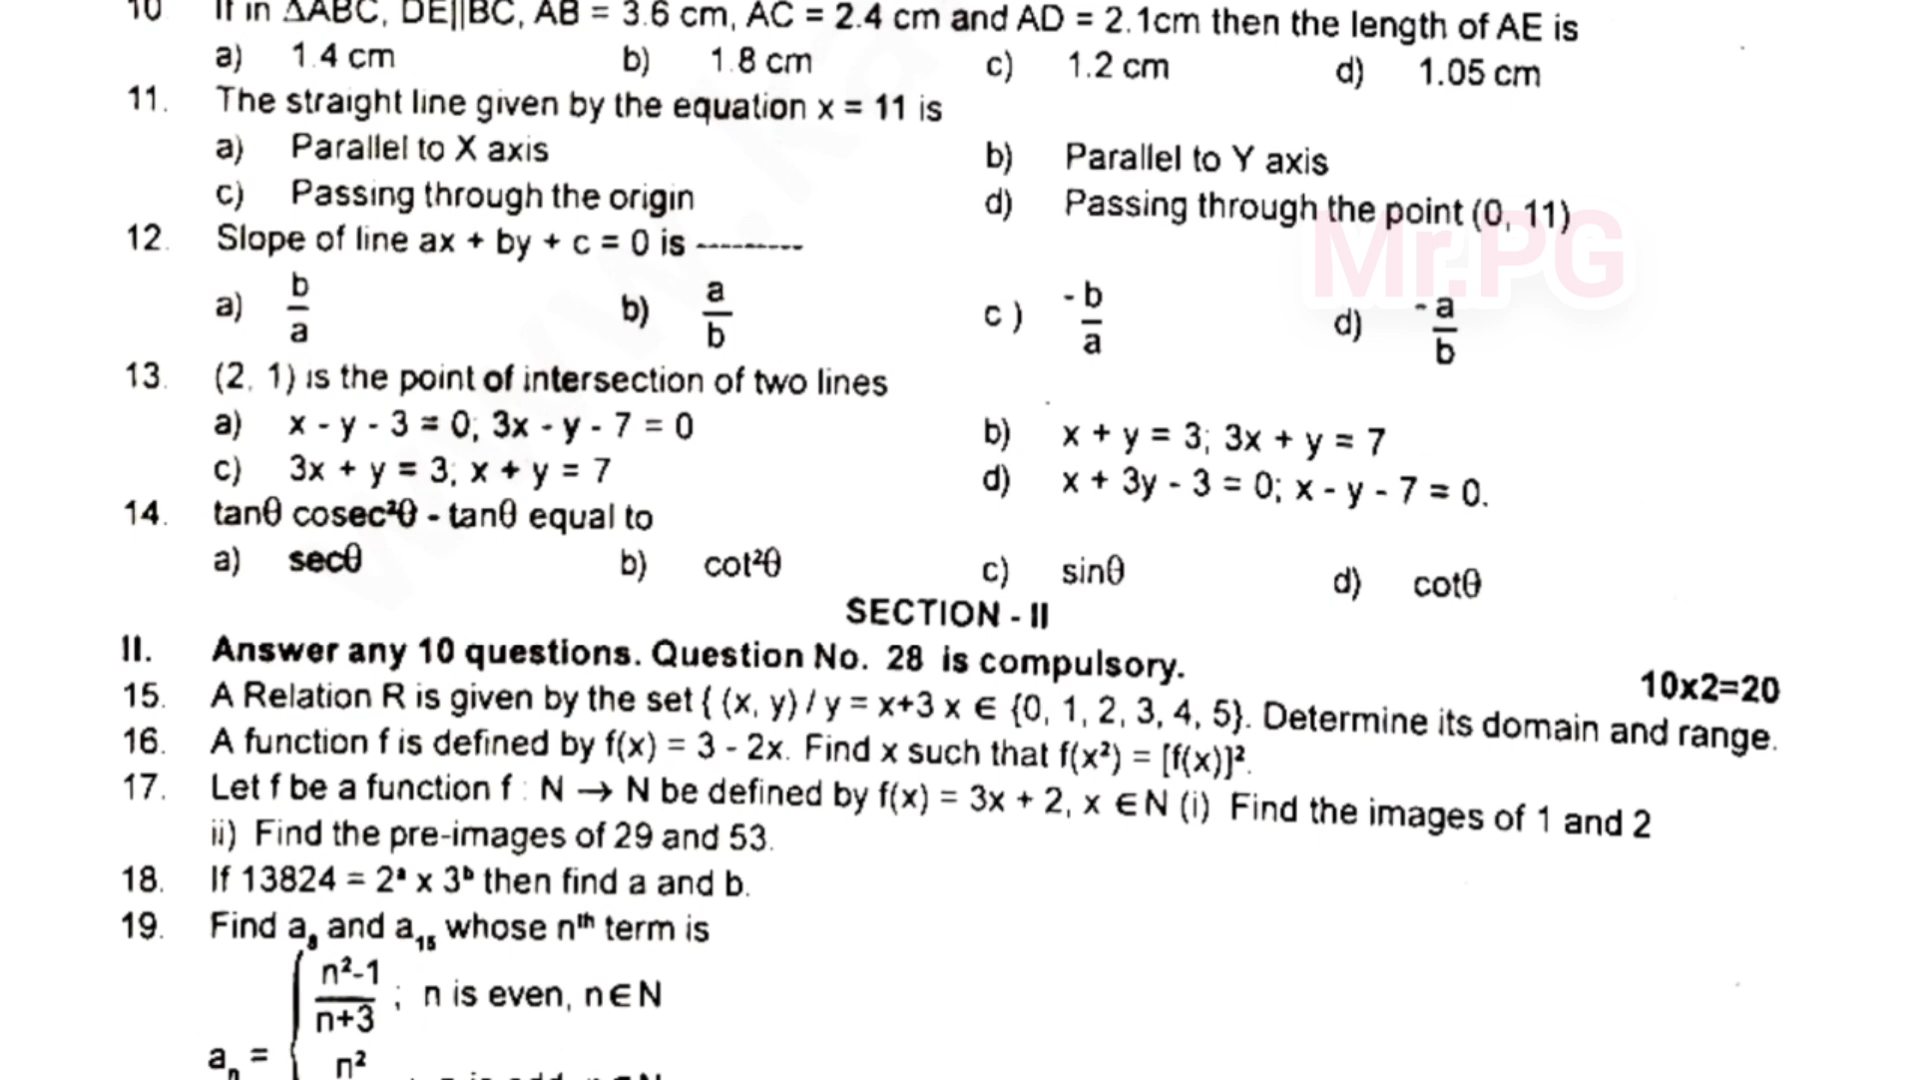 10 If in ΔABC, DE||BC, AB = 3.6 cm, AC = 2.4 cm and AD = 2.1cm then the length of AE is
a) 1.4 cm b) 1.8 cm c) 1.2 cm d) 1.05 cm
11. The straight line given by the equation x = 11 is
a) Parallel to X axis b) Parallel to Y axis
c) Passing through the origin d) Passing through the point (0, 11)
Mr.PG
12. Slope of line ax + by + c = 0 is ---------
a) b/a b) a/b c ) -b/a d) -a/b
13. (2, 1) is the point of intersection of two lines
a) x - y - 3 = 0; 3x - y - 7 = 0 b) x + y = 3; 3x + y = 7
c) 3x + y = 3; x + y = 7 d) x + 3y - 3 = 0; x - y - 7 = 0.
14. tanθ cosec²θ - tanθ equal to
a) secθ b) cot²θ c) sinθ d) cotθ
SECTION - II
II. Answer any 10 questions. Question No. 28 is compulsory. 10x2=20
15. A Relation R is given by the set { (x, y) / y = x+3 x ∈ {0, 1, 2, 3, 4, 5}. Determine its domain and range.
16. A function f is defined by f(x) = 3 - 2x. Find x such that f(x²) = [f(x)]².
17. Let f be a function f : N → N be defined by f(x) = 3x + 2, x ∈ N (i) Find the images of 1 and 2
ii) Find the pre-images of 29 and 53.
18. If 13824 = 2ᵃ x 3ᵇ then find a and b.
19. Find a₈ and a₁₅ whose nᵗʰ term is
n²-1/n+3 ; n is even, n∈N
aₙ = n²